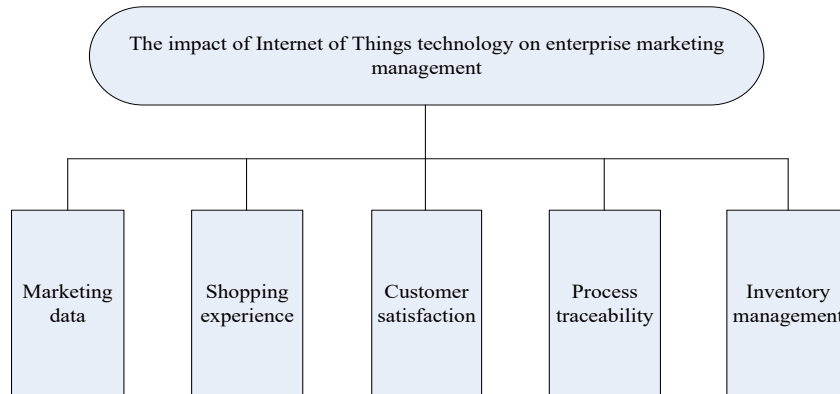 The impact of Internet of Things technology on enterprise marketing
management
Marketing
data
Shopping
experience
Customer
satisfaction
Process
traceability
Inventory
management